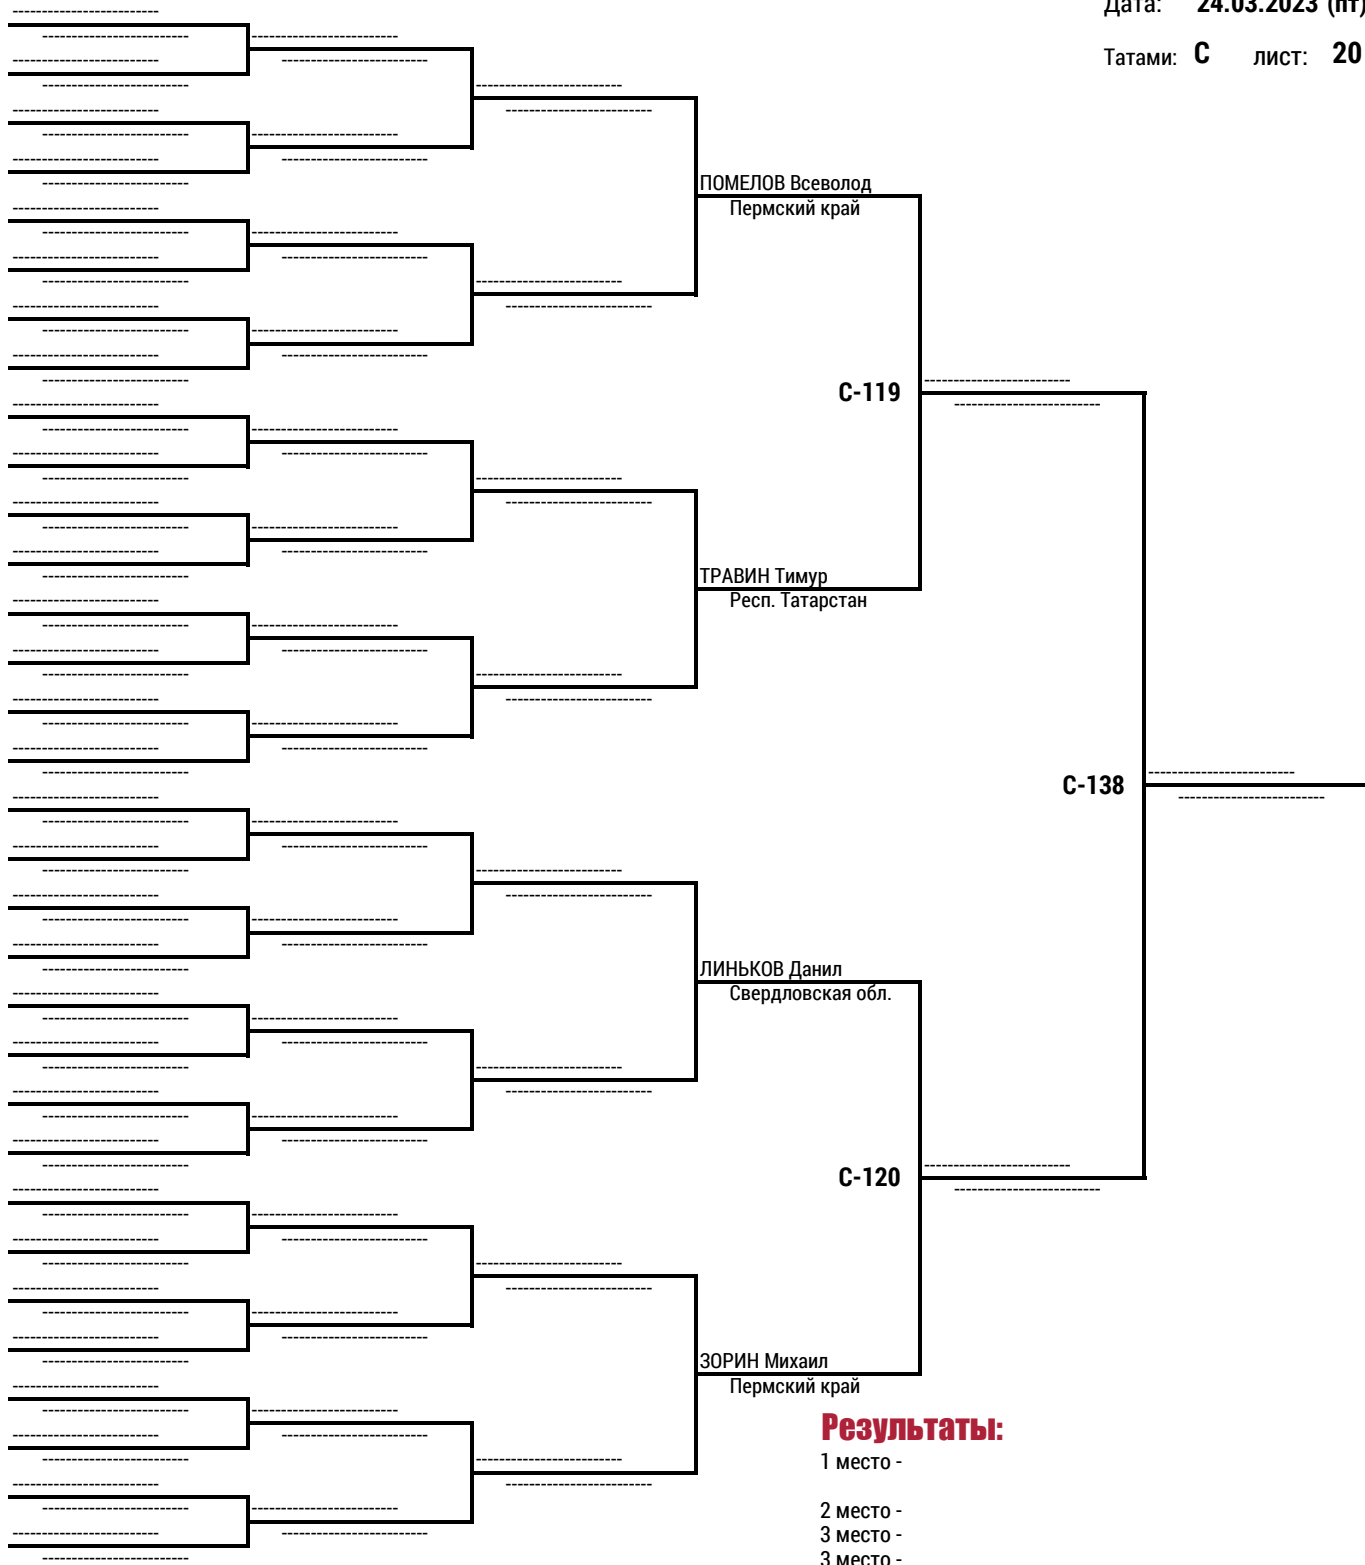 Дата: 24.03.2023 (пт)
Татами: C лист: 20
ПОМЕЛОВ Всеволод
Пермский край
C-119
ТРАВИН Тимур
Респ. Татарстан
C-138
ЛИНЬКОВ Данил
Свердловская обл.
C-120
ЗОРИН Михаил
Пермский край
Результаты:
1 место -
2 место -
3 место -
3 место -